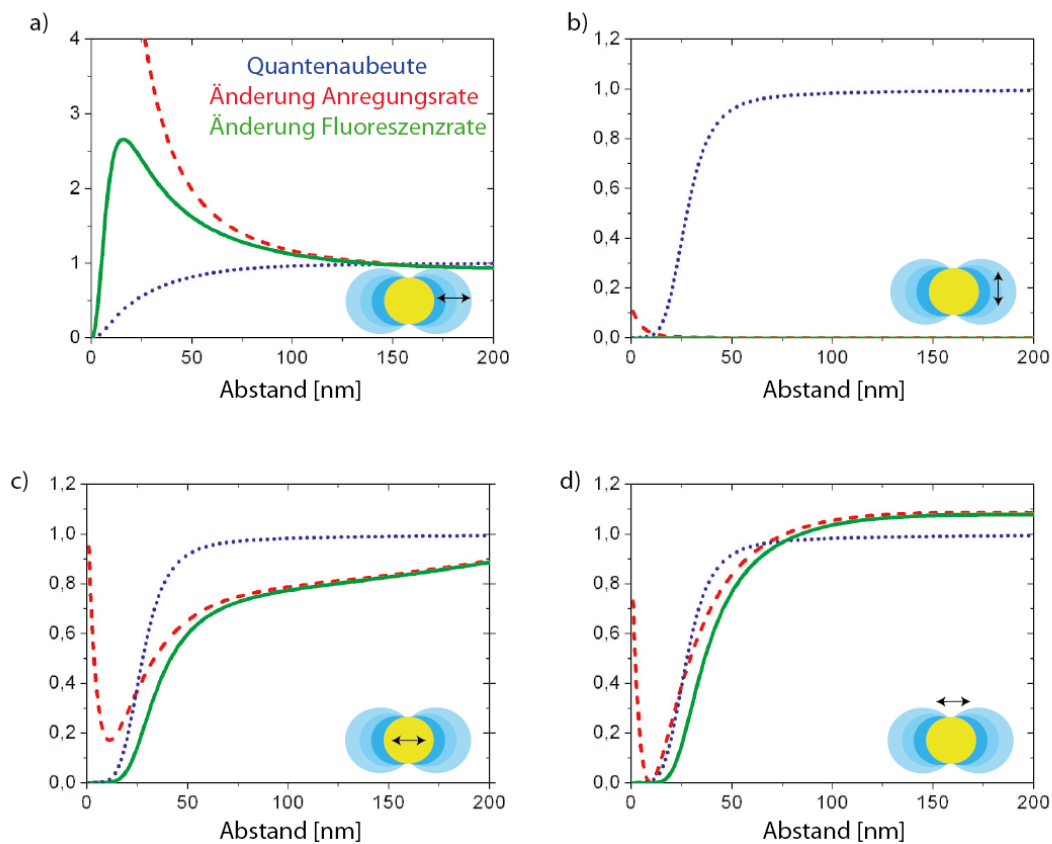 a)
4
3
2
1
0
Quantenaubeute
Änderung Anregungsrate
Änderung Fluoreszenzrate
0 50 100 150 200
Abstand [nm]
b)
1,2
1,0
0,8
0,6
0,4
0,2
0,0
0 50 100 150 200
Abstand [nm]
c)
1,2
1,0
0,8
0,6
0,4
0,2
0,0
0 50 100 150 200
Abstand [nm]
d)
1,2
1,0
0,8
0,6
0,4
0,2
0,0
0 50 100 150 200
Abstand [nm]